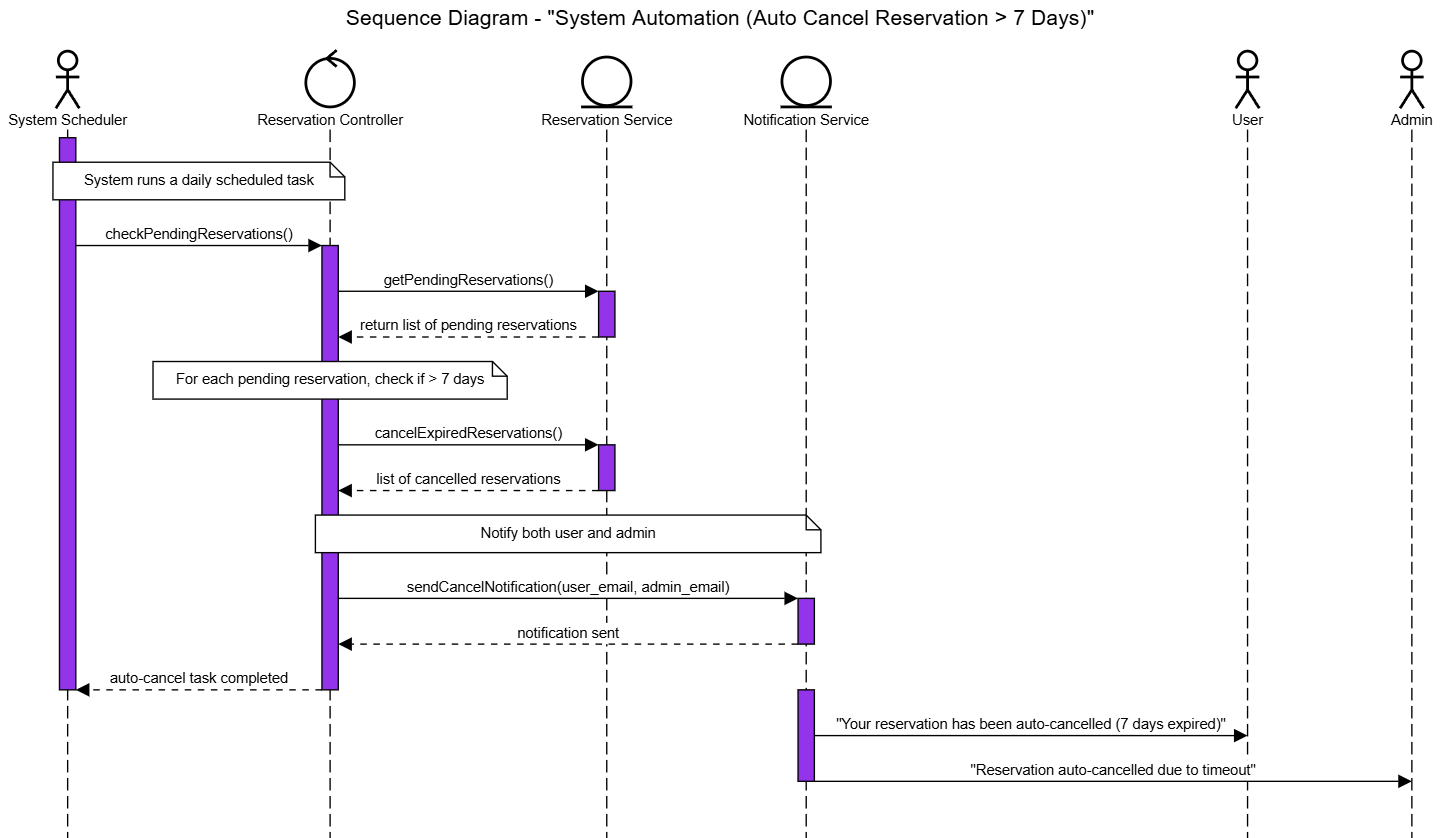 Sequence Diagram - "System Automation (Auto Cancel Reservation > 7 Days)"
System Scheduler
Reservation Controller
Reservation Service
Notification Service
User
Admin
System runs a daily scheduled task
checkPendingReservations()
getPendingReservations()
return list of pending reservations
For each pending reservation, check if > 7 days
cancelExpiredReservations()
list of cancelled reservations
Notify both user and admin
sendCancelNotification(user_email, admin_email)
notification sent
auto-cancel task completed
"Your reservation has been auto-cancelled (7 days expired)"
"Reservation auto-cancelled due to timeout"